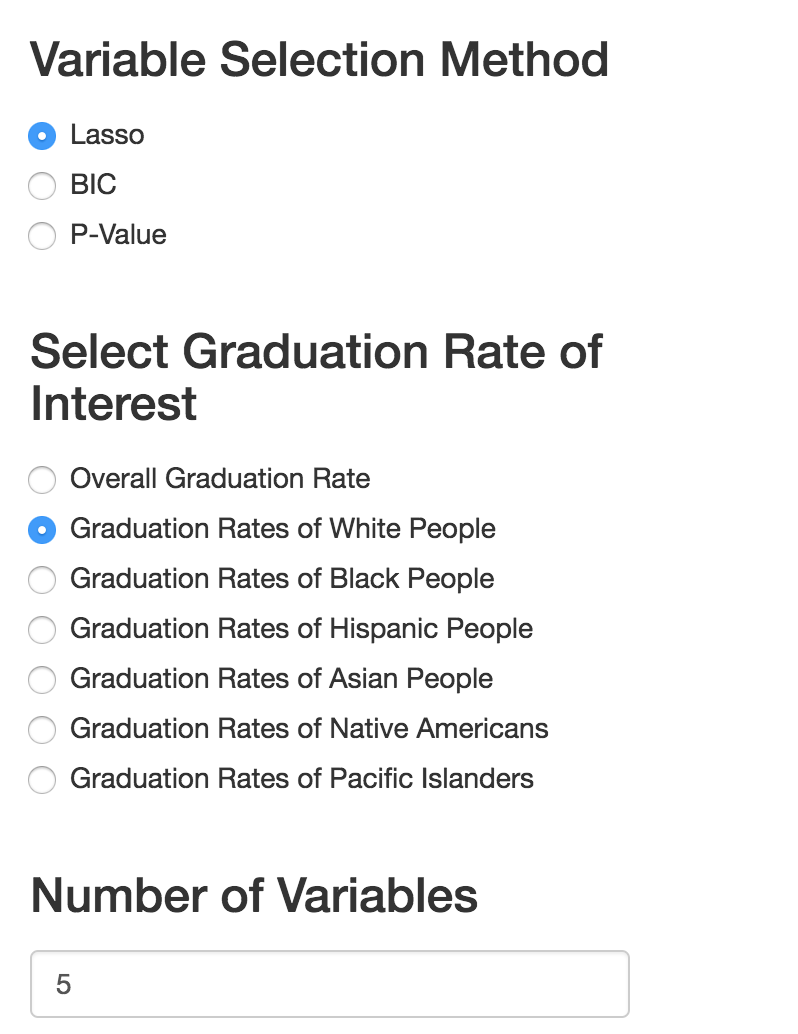 Variable Selection Method
Lasso
BIC
P-Value
Select Graduation Rate of
Interest
Overall Graduation Rate
Graduation Rates of White People
Graduation Rates of Black People
Graduation Rates of Hispanic People
Graduation Rates of Asian People
Graduation Rates of Native Americans
Graduation Rates of Pacific Islanders
Number of Variables
5